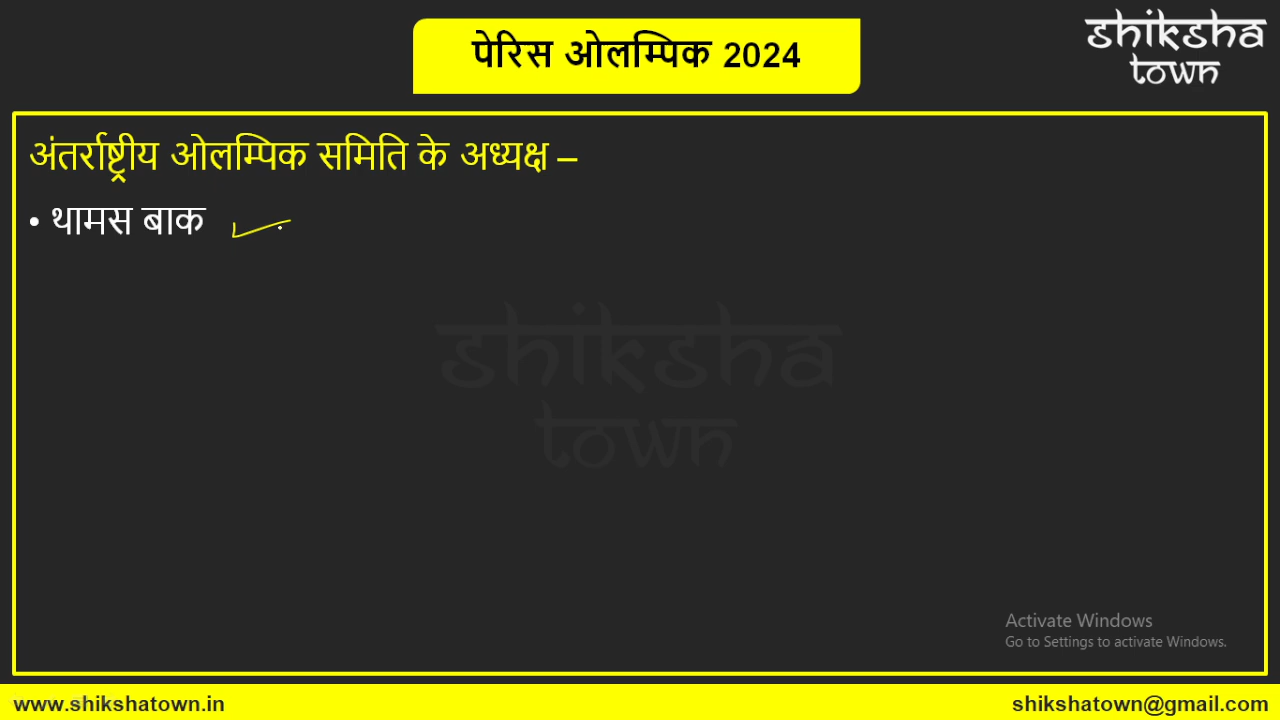 पेरिस ओलम्पिक 2024
shiksha
town
अंतर्राष्ट्रीय ओलम्पिक समिति के अध्यक्ष –
• थामस बाक
shiksha
town
Activate Windows
Go to Settings to activate Windows.
www.shikshatown.in
shikshatown@gmail.com